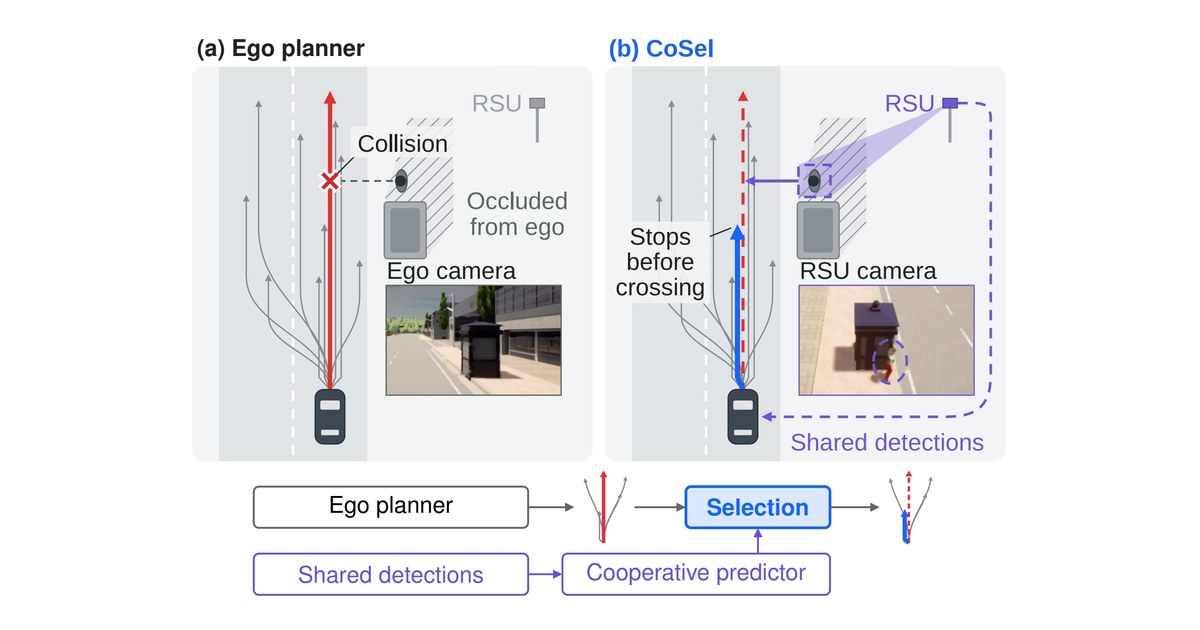 (a) Ego planner
RSU
Collision
Occluded
from ego
Ego camera
(b) CoSel
RSU
Stops
before
crossing
RSU camera
Shared detections
Ego planner
Selection
Shared detections
Cooperative predictor